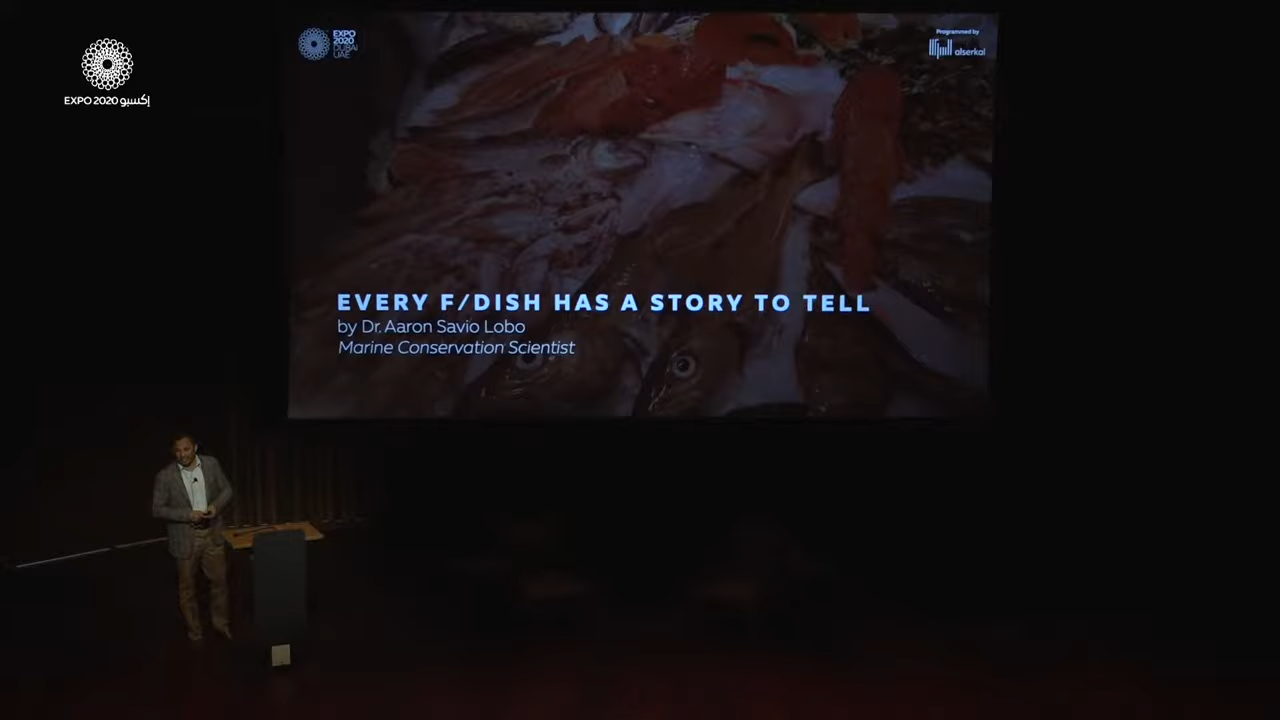 EXPO 2020 إكسبو
EXPO
2020
DUBAI
UAE
Programmed by
alserkal
EVERY F/DISH HAS A STORY TO TELL
by Dr. Aaron Savio Lobo
Marine Conservation Scientist